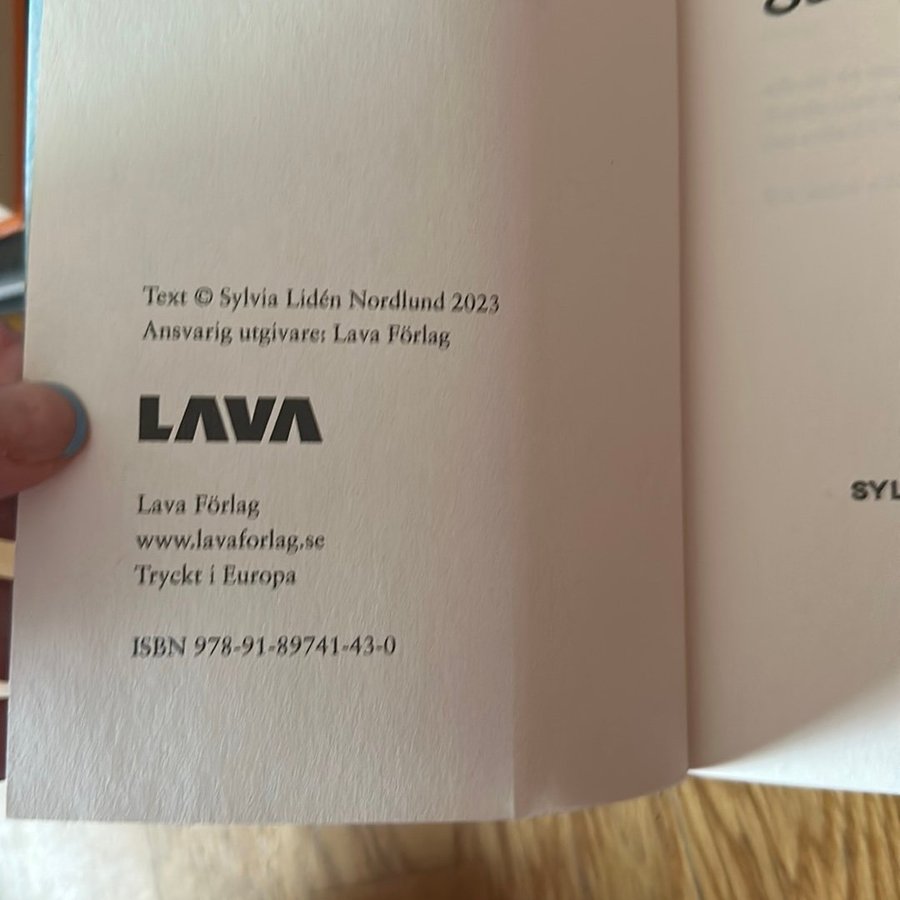 Text © Sylvia Lidén Nordlund 2023
Ansvarig utgivare: Lava Förlag
LAVA
Lava Förlag
www.lavaforlag.se
Tryckt i Europa
ISBN 978-91-89741-43-0
SYL